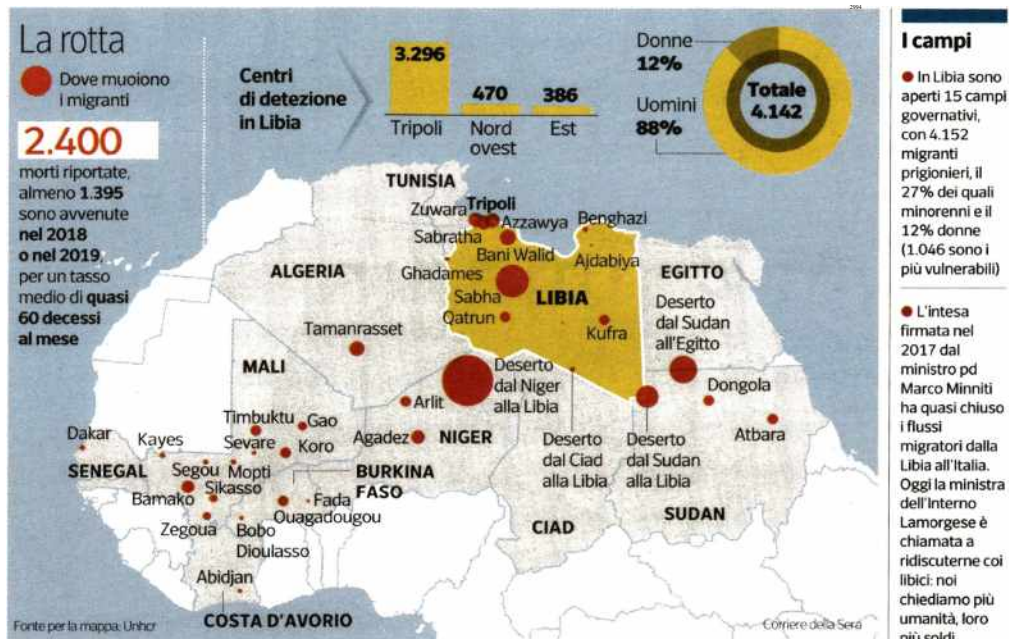 2994
La rotta
Dove muoiono
i migranti
2.400
morti riportate,
almeno 1.395
sono avvenute
nel 2018
o nel 2019,
per un tasso
medio di quasi
60 decessi
al mese
Centri
di detezione
in Libia
3.296
Tripoli
470
Nord
ovest
386
Est
Donne
12%
Uomini
88%
Totale
4.142
TUNISIA
Zuwara
Tripoli
Azzawya
Benghazi
Sabratha
Bani Walid
Ajdabiya
ALGERIA
Ghadames
EGITTO
Sabha
LIBIA
Qatrun
Kufra
Deserto
dal Sudan
all'Egitto
Tamanrasset
MALI
Deserto
dal Niger
alla Libia
Arlit
Dongola
Timbuktu
Gao
Dakar
Kayes
Sevare
Koro
Agadez
NIGER
Deserto
dal Ciad
alla Libia
Deserto
dal Sudan
alla Libia
Atbara
SENEGAL
Segou
Mopti
BURKINA
FASO
Bamako
Sikasso
Fada
Ouagadougou
Zegoua
Bobo
Dioulasso
CIAD
SUDAN
Abidjan
COSTA D'AVORIO
Fonte per la mappa: Unhcr
Corriere della Sera
I campi
In Libia sono
aperti 15 campi
governativi,
con 4.152
migranti
prigionieri, il
27% dei quali
minorenni e il
12% donne
(1.046 sono i
più vulnerabili)
L'intesa
firmata nel
2017 dal
ministro pd
Marco Minniti
ha quasi chiuso
i flussi
migratori dalla
Libia all'Italia.
Oggi la ministra
dell'Interno
Lamorgese è
chiamata a
ridiscuterne coi
libici: noi
chiediamo più
umanità, loro
più soldi